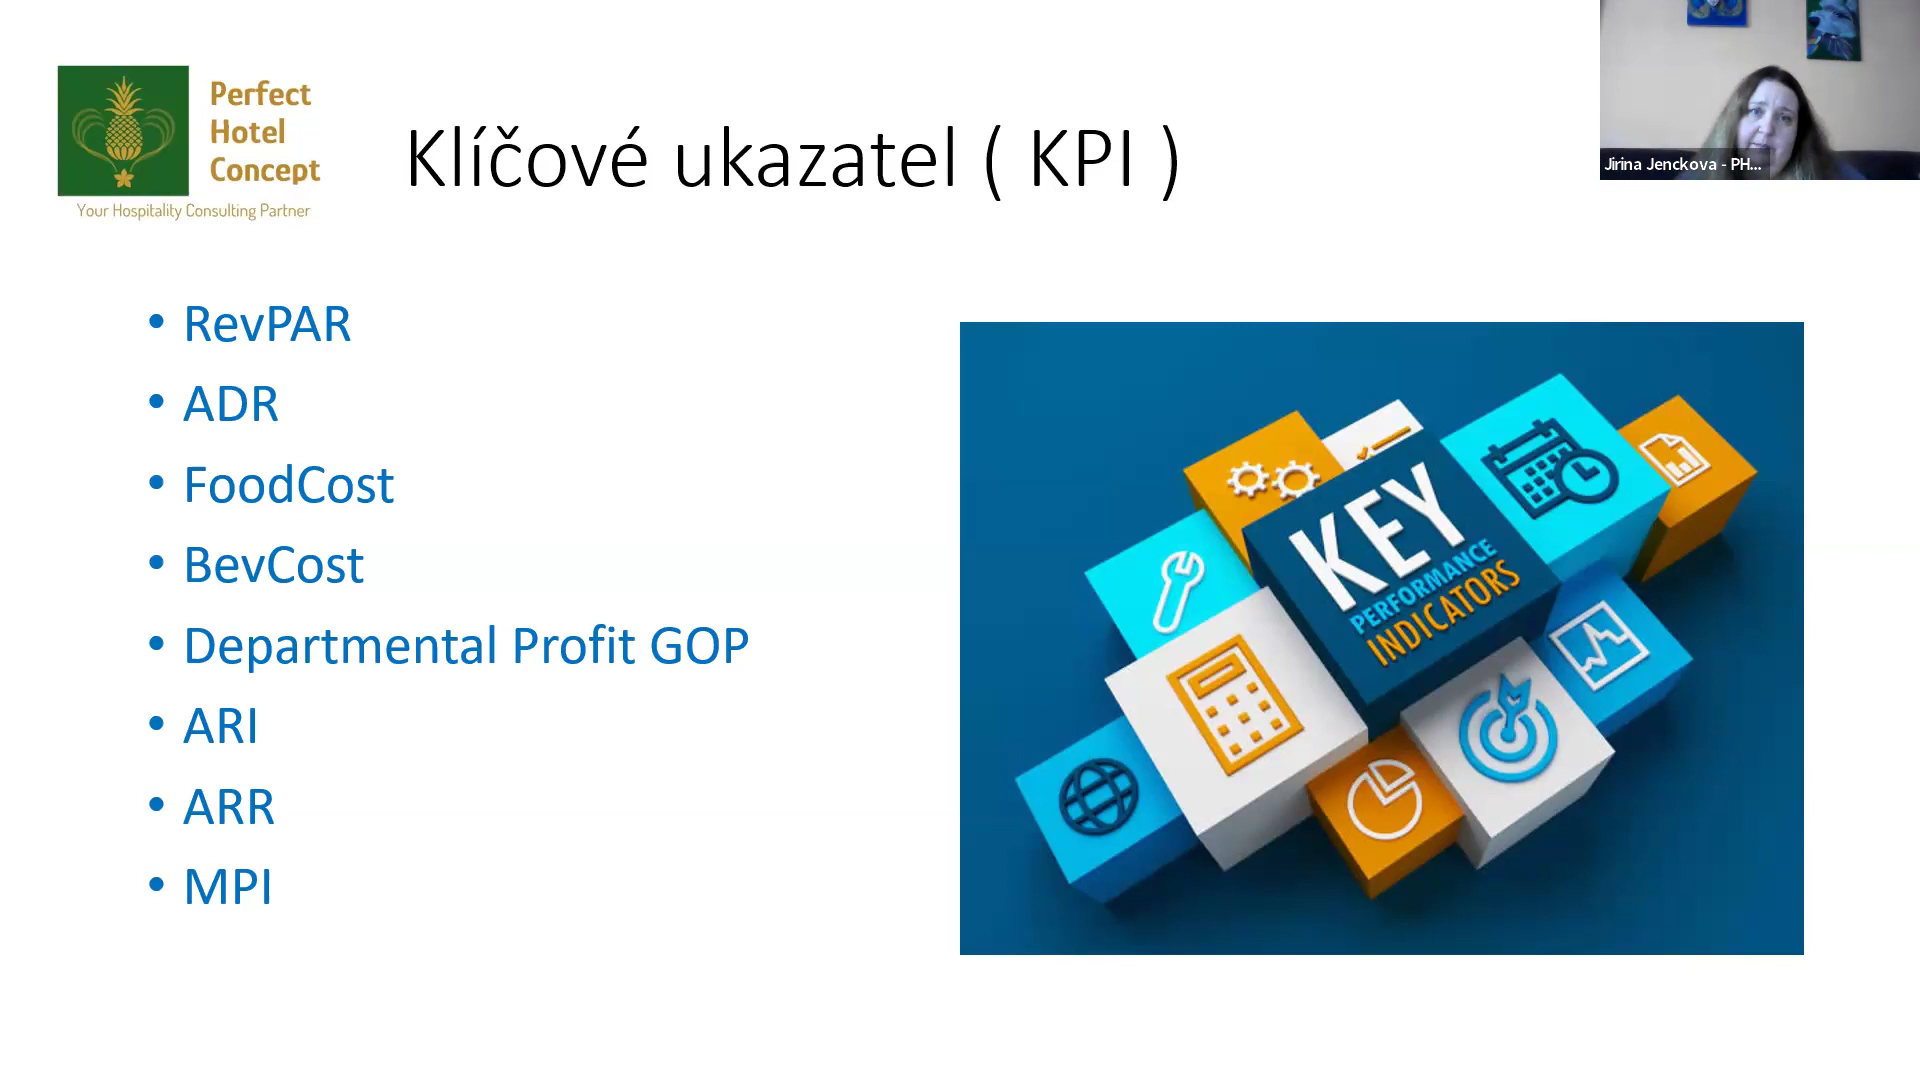 Perfect
Hotel
Concept
Your Hospitality Consulting Partner
Klíčové ukazatel ( KPI )
Jirina Jenckova - PH...
• RevPAR
• ADR
• FoodCost
• BevCost
• Departmental Profit GOP
• ARI
• ARR
• MPI
KEY
PERFORMANCE
INDICATORS